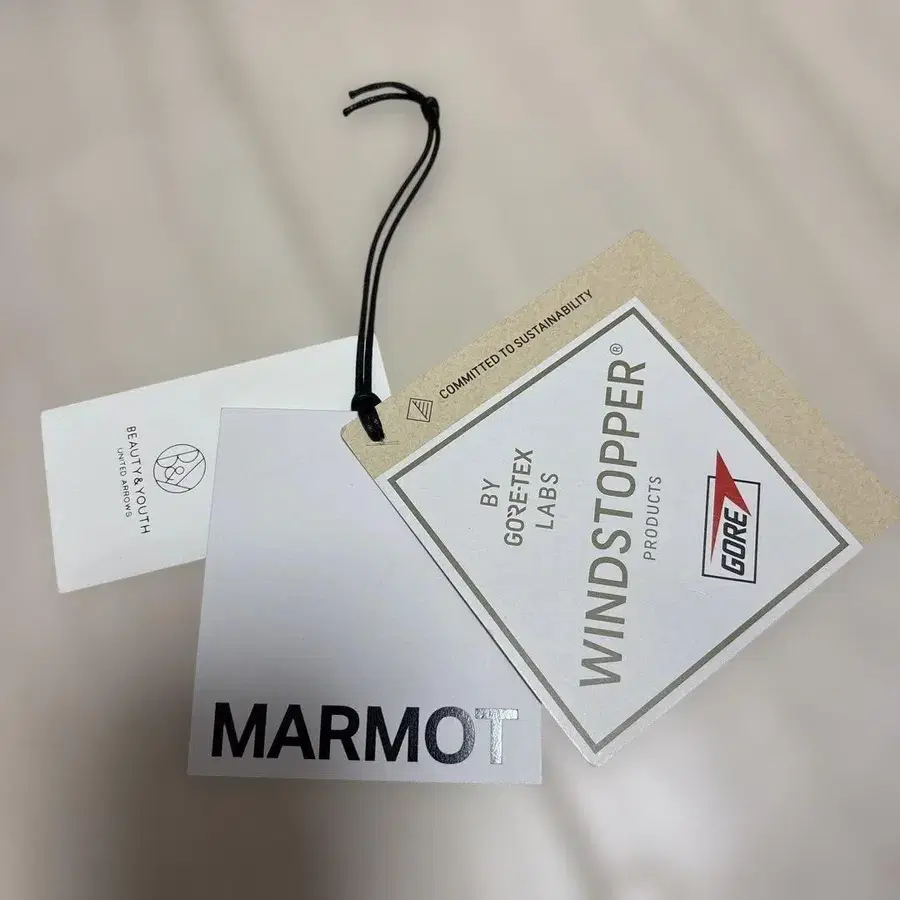 BEAUTY & YOUTH
UNITED ARROWS
B&Y
MARMOT
COMMITTED TO SUSTAINABILITY
BY
GORE-TEX
LABS
WINDSTOPPER®
PRODUCTS
GORE